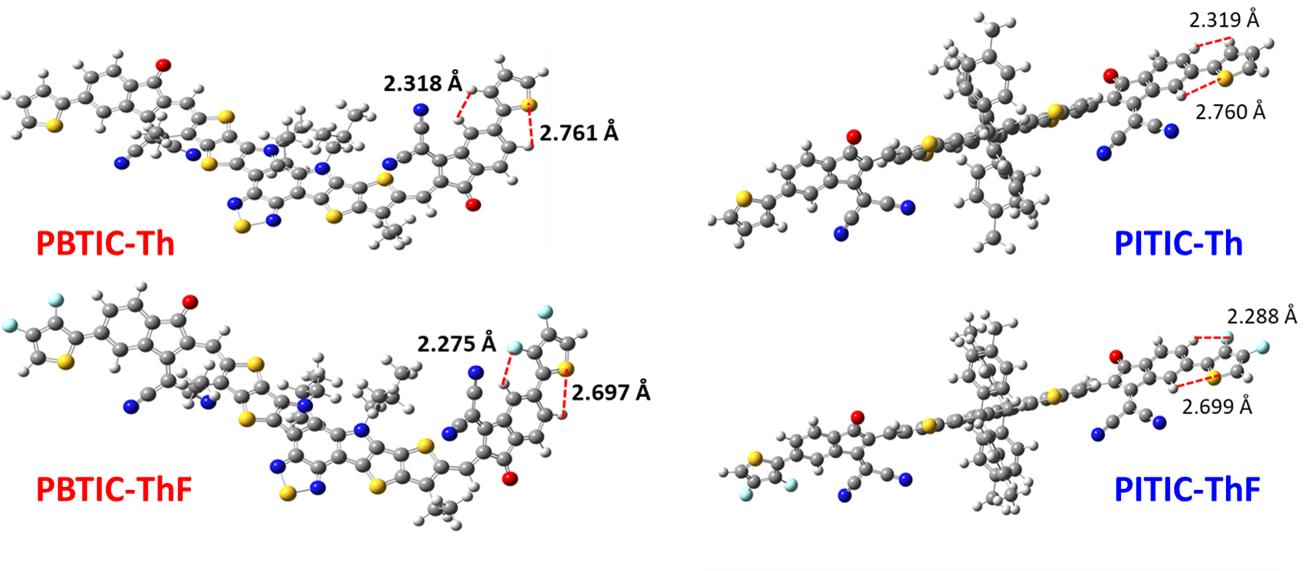 2.318 Å
2.761 Å
PBTIC-Th
2.319 Å
2.760 Å
PITIC-Th
2.275 Å
2.697 Å
PBTIC-ThF
2.288 Å
2.699 Å
PITIC-ThF